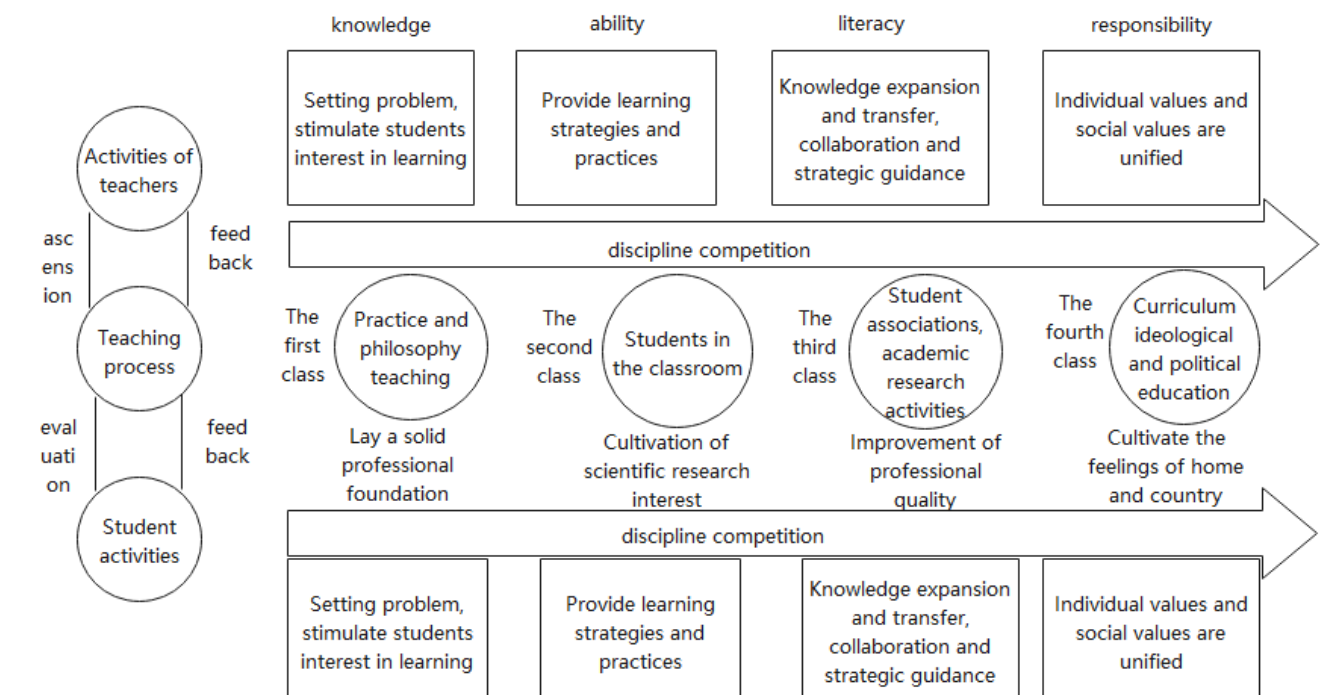 knowledge
ability
literacy
responsibility
Setting problem,
stimulate students
interest in learning
Provide learning
strategies and
practices
Knowledge expansion
and transfer,
collaboration and
strategic guidance
Individual values and
social values are
unified
Activities of
teachers
asc
ens
ion
feed
back
discipline competition
Teaching
process
The
first
class
Practice and
philosophy
teaching
Lay a solid
professional
foundation
The
second
class
Students in
the classroom
Cultivation of
scientific research
interest
The
third
class
Student
associations,
academic
research
activities
Improvement of
professional
quality
The
fourth
class
Curriculum
ideological
and political
education
Cultivate the
feelings of home
and country
eval
uati
on
feed
back
Student
activities
discipline competition
Setting problem,
stimulate students
interest in learning
Provide learning
strategies and
practices
Knowledge expansion
and transfer,
collaboration and
strategic guidance
Individual values and
social values are
unified